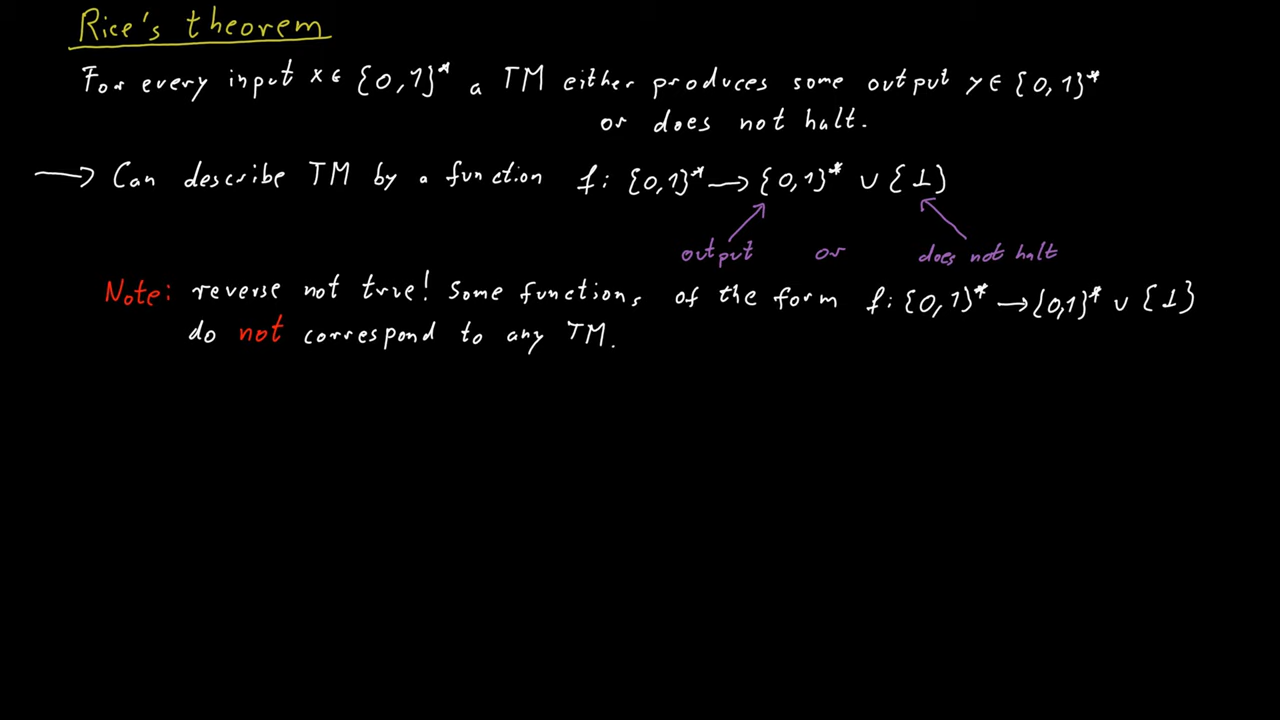 Rice's theorem
For every input x ∈ {0,1}* a TM either produces some output y ∈ {0,1}*
or does not halt.
→ Can describe TM by a function f: {0,1}* → {0,1}* ∪ {⊥}
output or does not halt
Note: reverse not true! Some functions of the form f: {0,1}* → {0,1}* ∪ {⊥}
do not correspond to any TM.